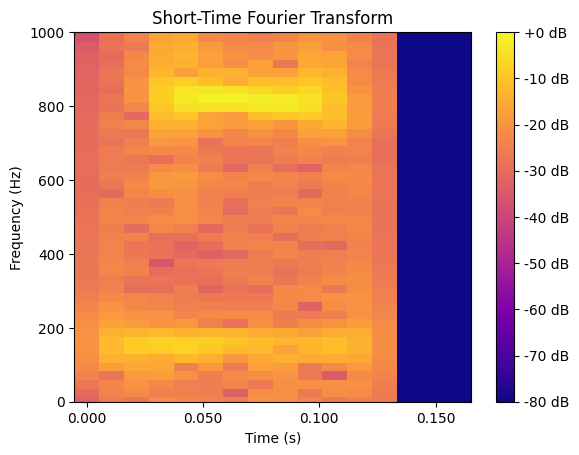 Short-Time Fourier Transform
Frequency (Hz)
1000
800
600
400
200
0
0.000
0.050
0.100
0.150
Time (s)
+0 dB
-10 dB
-20 dB
-30 dB
-40 dB
-50 dB
-60 dB
-70 dB
-80 dB